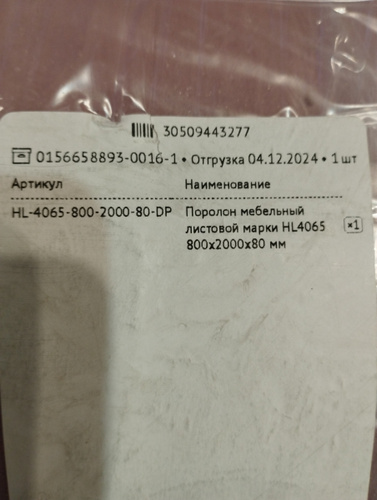 30509443277
0156658893-0016-1 • Отгрузка 04.12.2024 • 1 шт
Артикул Наименование
HL-4065-800-2000-80-DP Поролон мебельный
листовой марки HL4065 ×1
800x2000x80 мм